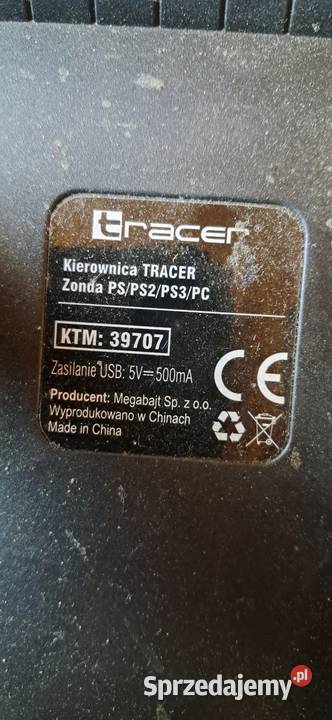 tracer
Kierownica TRACER
Zonda PS/PS2/PS3/PC
KTM: 39707
Zasilanie USB: 5V⎓500mA
CE
Producent: Megabajt Sp. z o.o.
Wyprodukowano w Chinach
Made in China
Sprzedajemy.pl